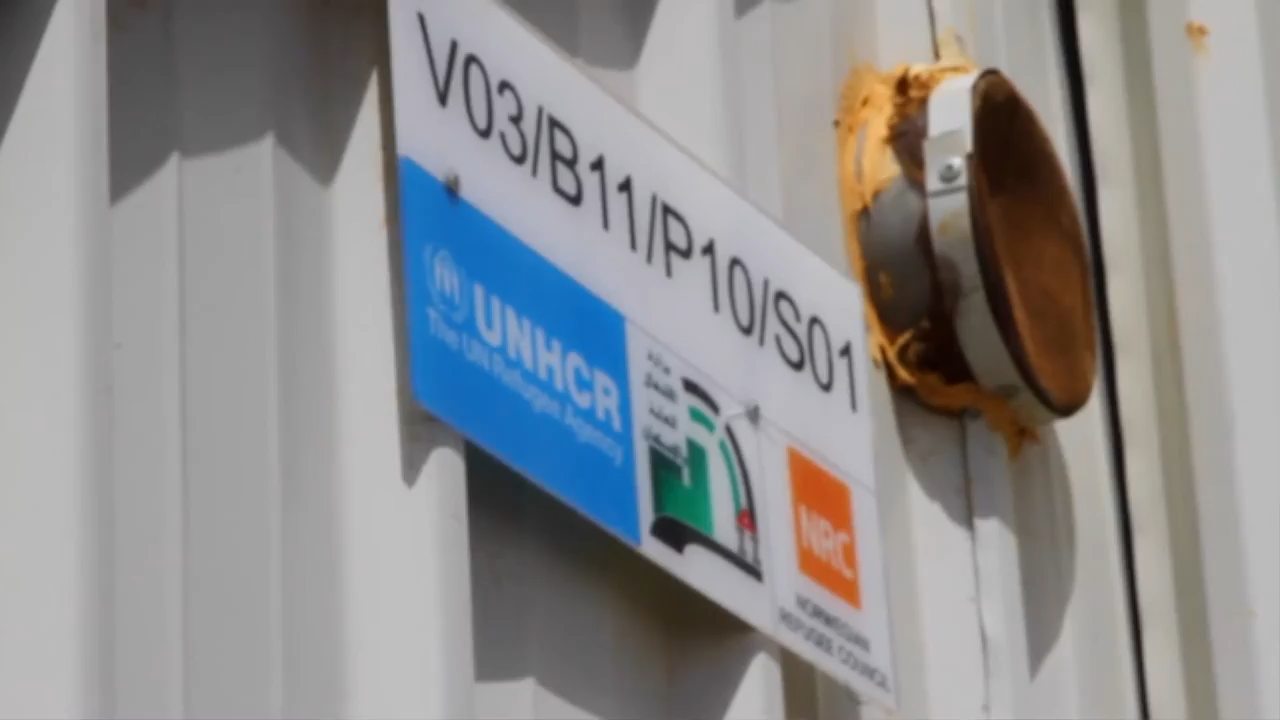 V03/B11/P10/S01
UNHCR
The UN Refugee Agency
NRC
NORWEGIAN
REFUGEE COUNCIL